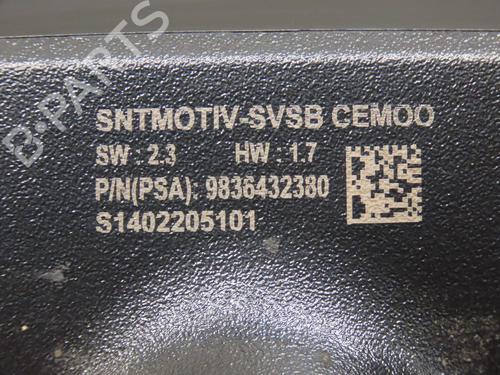 B-PARTS
SNTMOTIV-SVSB CEMOO
SW : 2.3 HW : 1.7
P/N(PSA): 9836432380
S1402205101